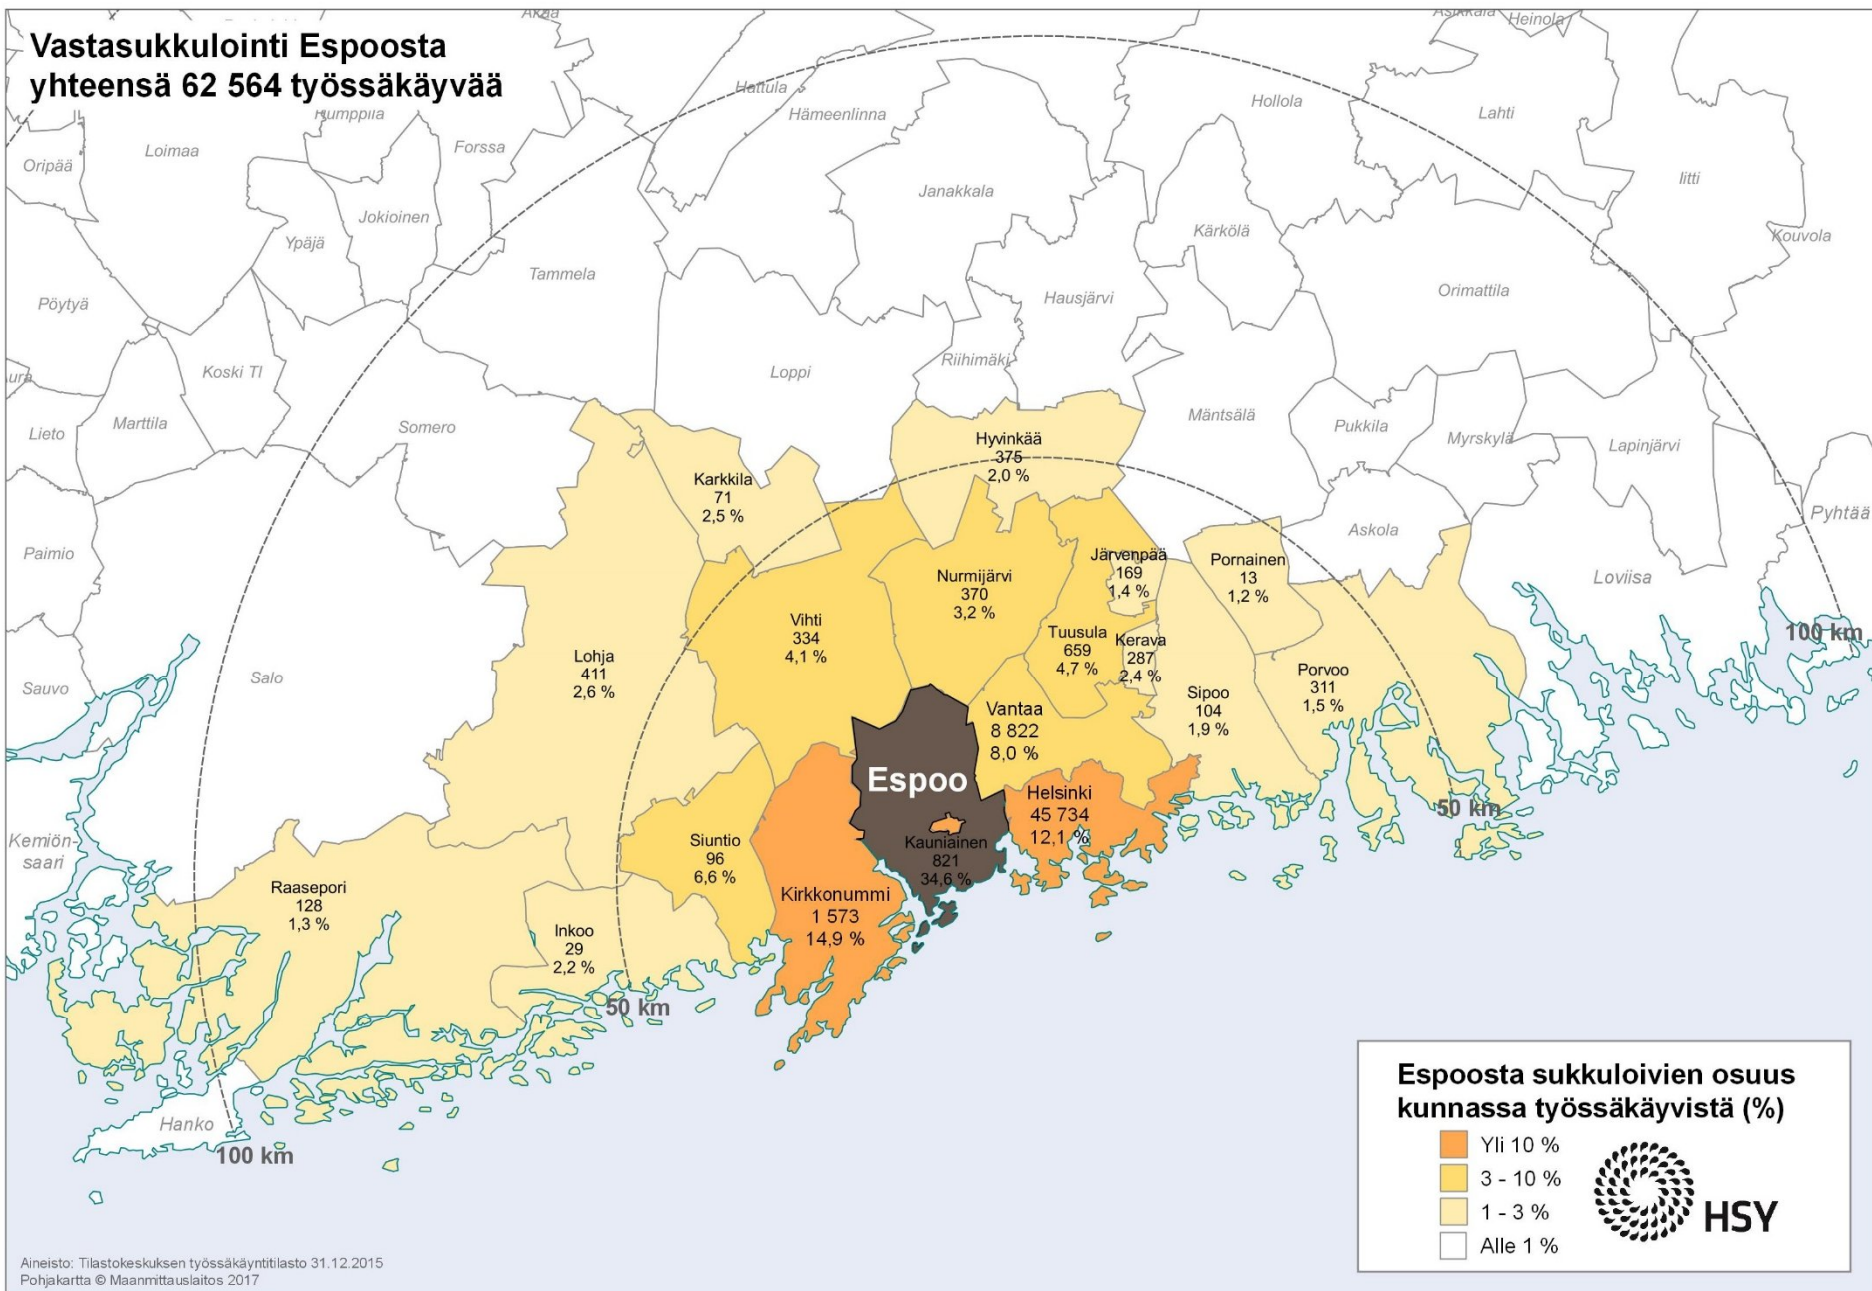 Vastasukkulointi Espoosta
yhteensä 62 564 työssäkäyvää
Asikkala
Heinola
Hattula
Hämeenlinna
Hollola
Lahti
Humppila
Forssa
Loimaa
Oripää
Iitti
Janakkala
Jokioinen
Ypäjä
Kärkölä
Kouvola
Tammela
Pöytyä
Hausjärvi
Orimattila
Riihimäki
Koski Tl
Loppi
Marttila
Lieto
Somero
Mäntsälä
Pukkila
Myrskylä
Lapinjärvi
Hyvinkää
375
2,0 %
Karkkila
71
2,5 %
Askola
Pyhtää
Paimio
Järvenpää
169
1,4 %
Pornainen
13
1,2 %
Loviisa
Nurmijärvi
370
3,2 %
Vihti
334
4,1 %
Tuusula
659
4,7 %
Kerava
287
2,4 %
100 km
Lohja
411
2,6 %
Salo
Sauvo
Porvoo
311
1,5 %
Sipoo
104
1,9 %
Vantaa
8 822
8,0 %
Espoo
Helsinki
45 734
12,1 %
50 km
Kemiön-
saari
Siuntio
96
6,6 %
Kauniainen
821
34,6 %
Raasepori
128
1,3 %
Kirkkonummi
1 573
14,9 %
Inkoo
29
2,2 %
50 km
Hanko
100 km
Espoosta sukkuloivien osuus
kunnassa työssäkäyvistä (%)
Yli 10 %
3 - 10 %
1 - 3 %
Alle 1 %
HSY
Aineisto: Tilastokeskuksen työssäkäyntitilasto 31.12.2015
Pohjakartta © Maanmittauslaitos 2017